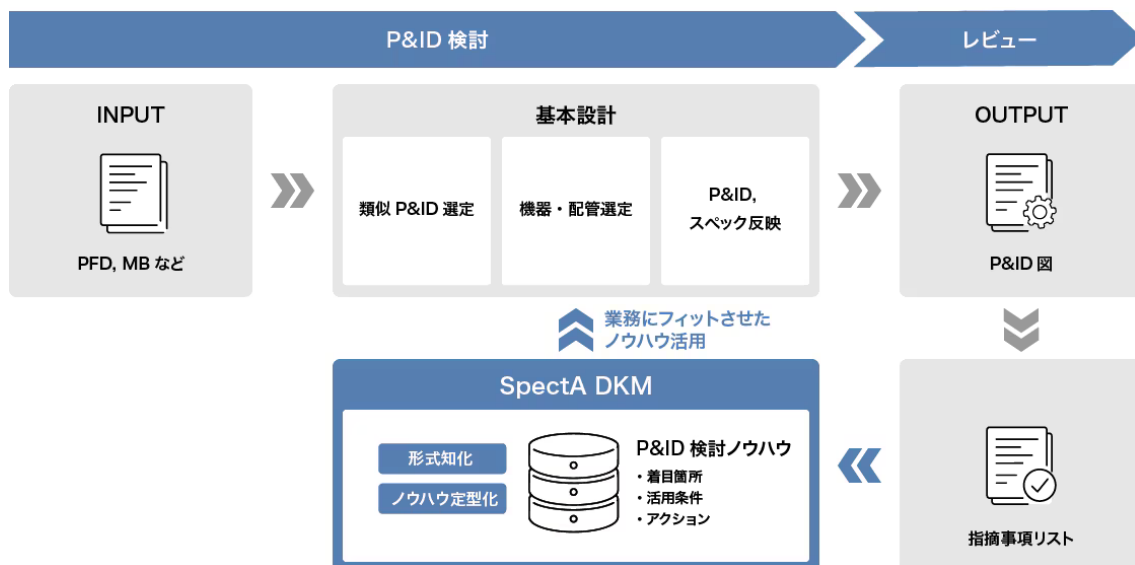 P&ID 検討
レビュー
INPUT
PFD, MB など
基本設計
類似 P&ID 選定
機器・配管選定
P&ID,
スペック反映
OUTPUT
P&ID 図
業務にフィットさせた
ノウハウ活用
SpectA DKM
形式知化
ノウハウ定型化
P&ID 検討ノウハウ
・着目箇所
・活用条件
・アクション
指摘事項リスト